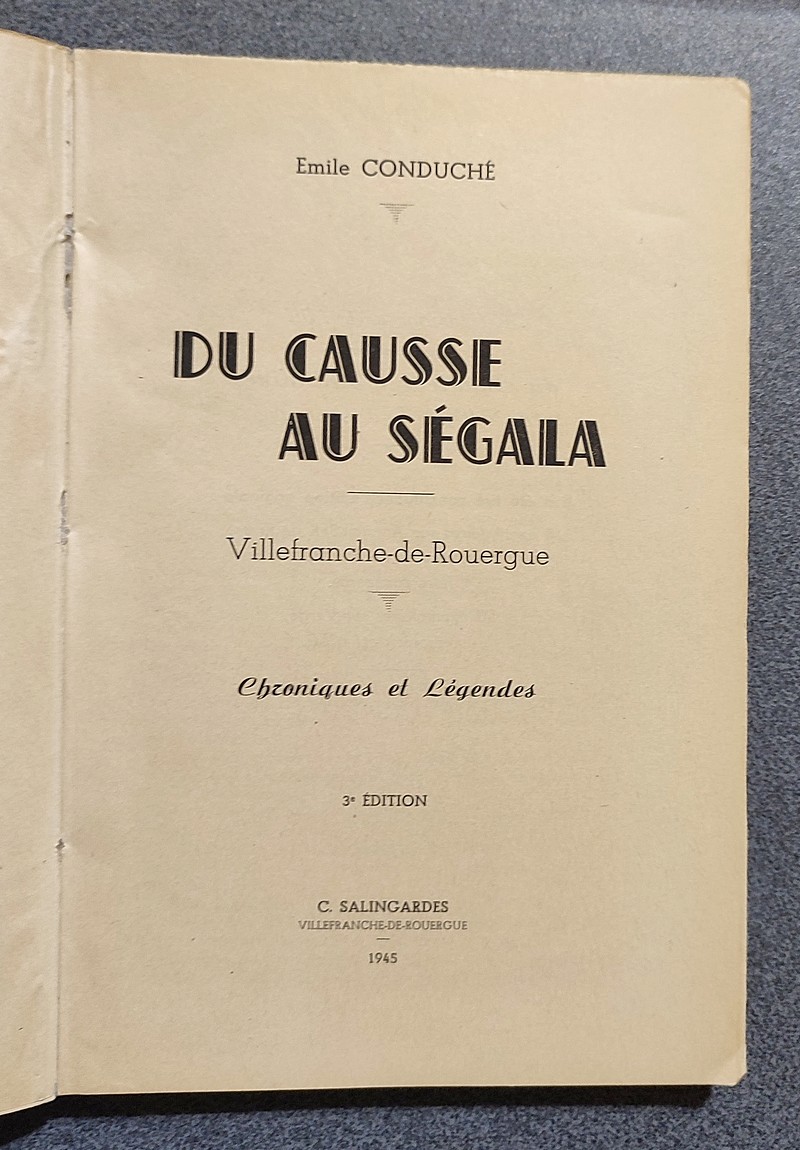 Emile CONDUCHÉ
DU CAUSSE
AU SÉGALA
Villefranche-de-Rouergue
Chroniques et Légendes
3e ÉDITION
C. SALINGARDES
VILLEFRANCHE-DE-ROUERGUE
1945